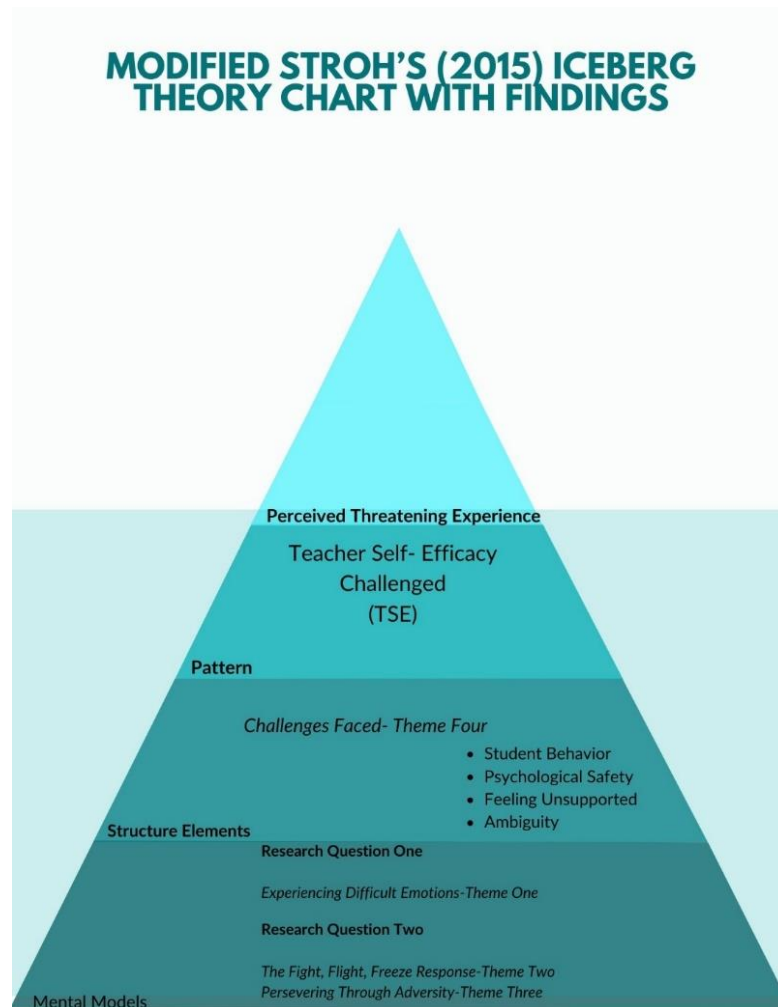 MODIFIED STROH'S (2015) ICEBERG
THEORY CHART WITH FINDINGS
Perceived Threatening Experience
Teacher Self- Efficacy
Challenged
(TSE)
Pattern
Challenges Faced- Theme Four
• Student Behavior
• Psychological Safety
• Feeling Unsupported
• Ambiguity
Structure Elements
Research Question One
Experiencing Difficult Emotions-Theme One
Research Question Two
The Fight, Flight, Freeze Response-Theme Two
Persevering Through Adversity-Theme Three
Mental Models